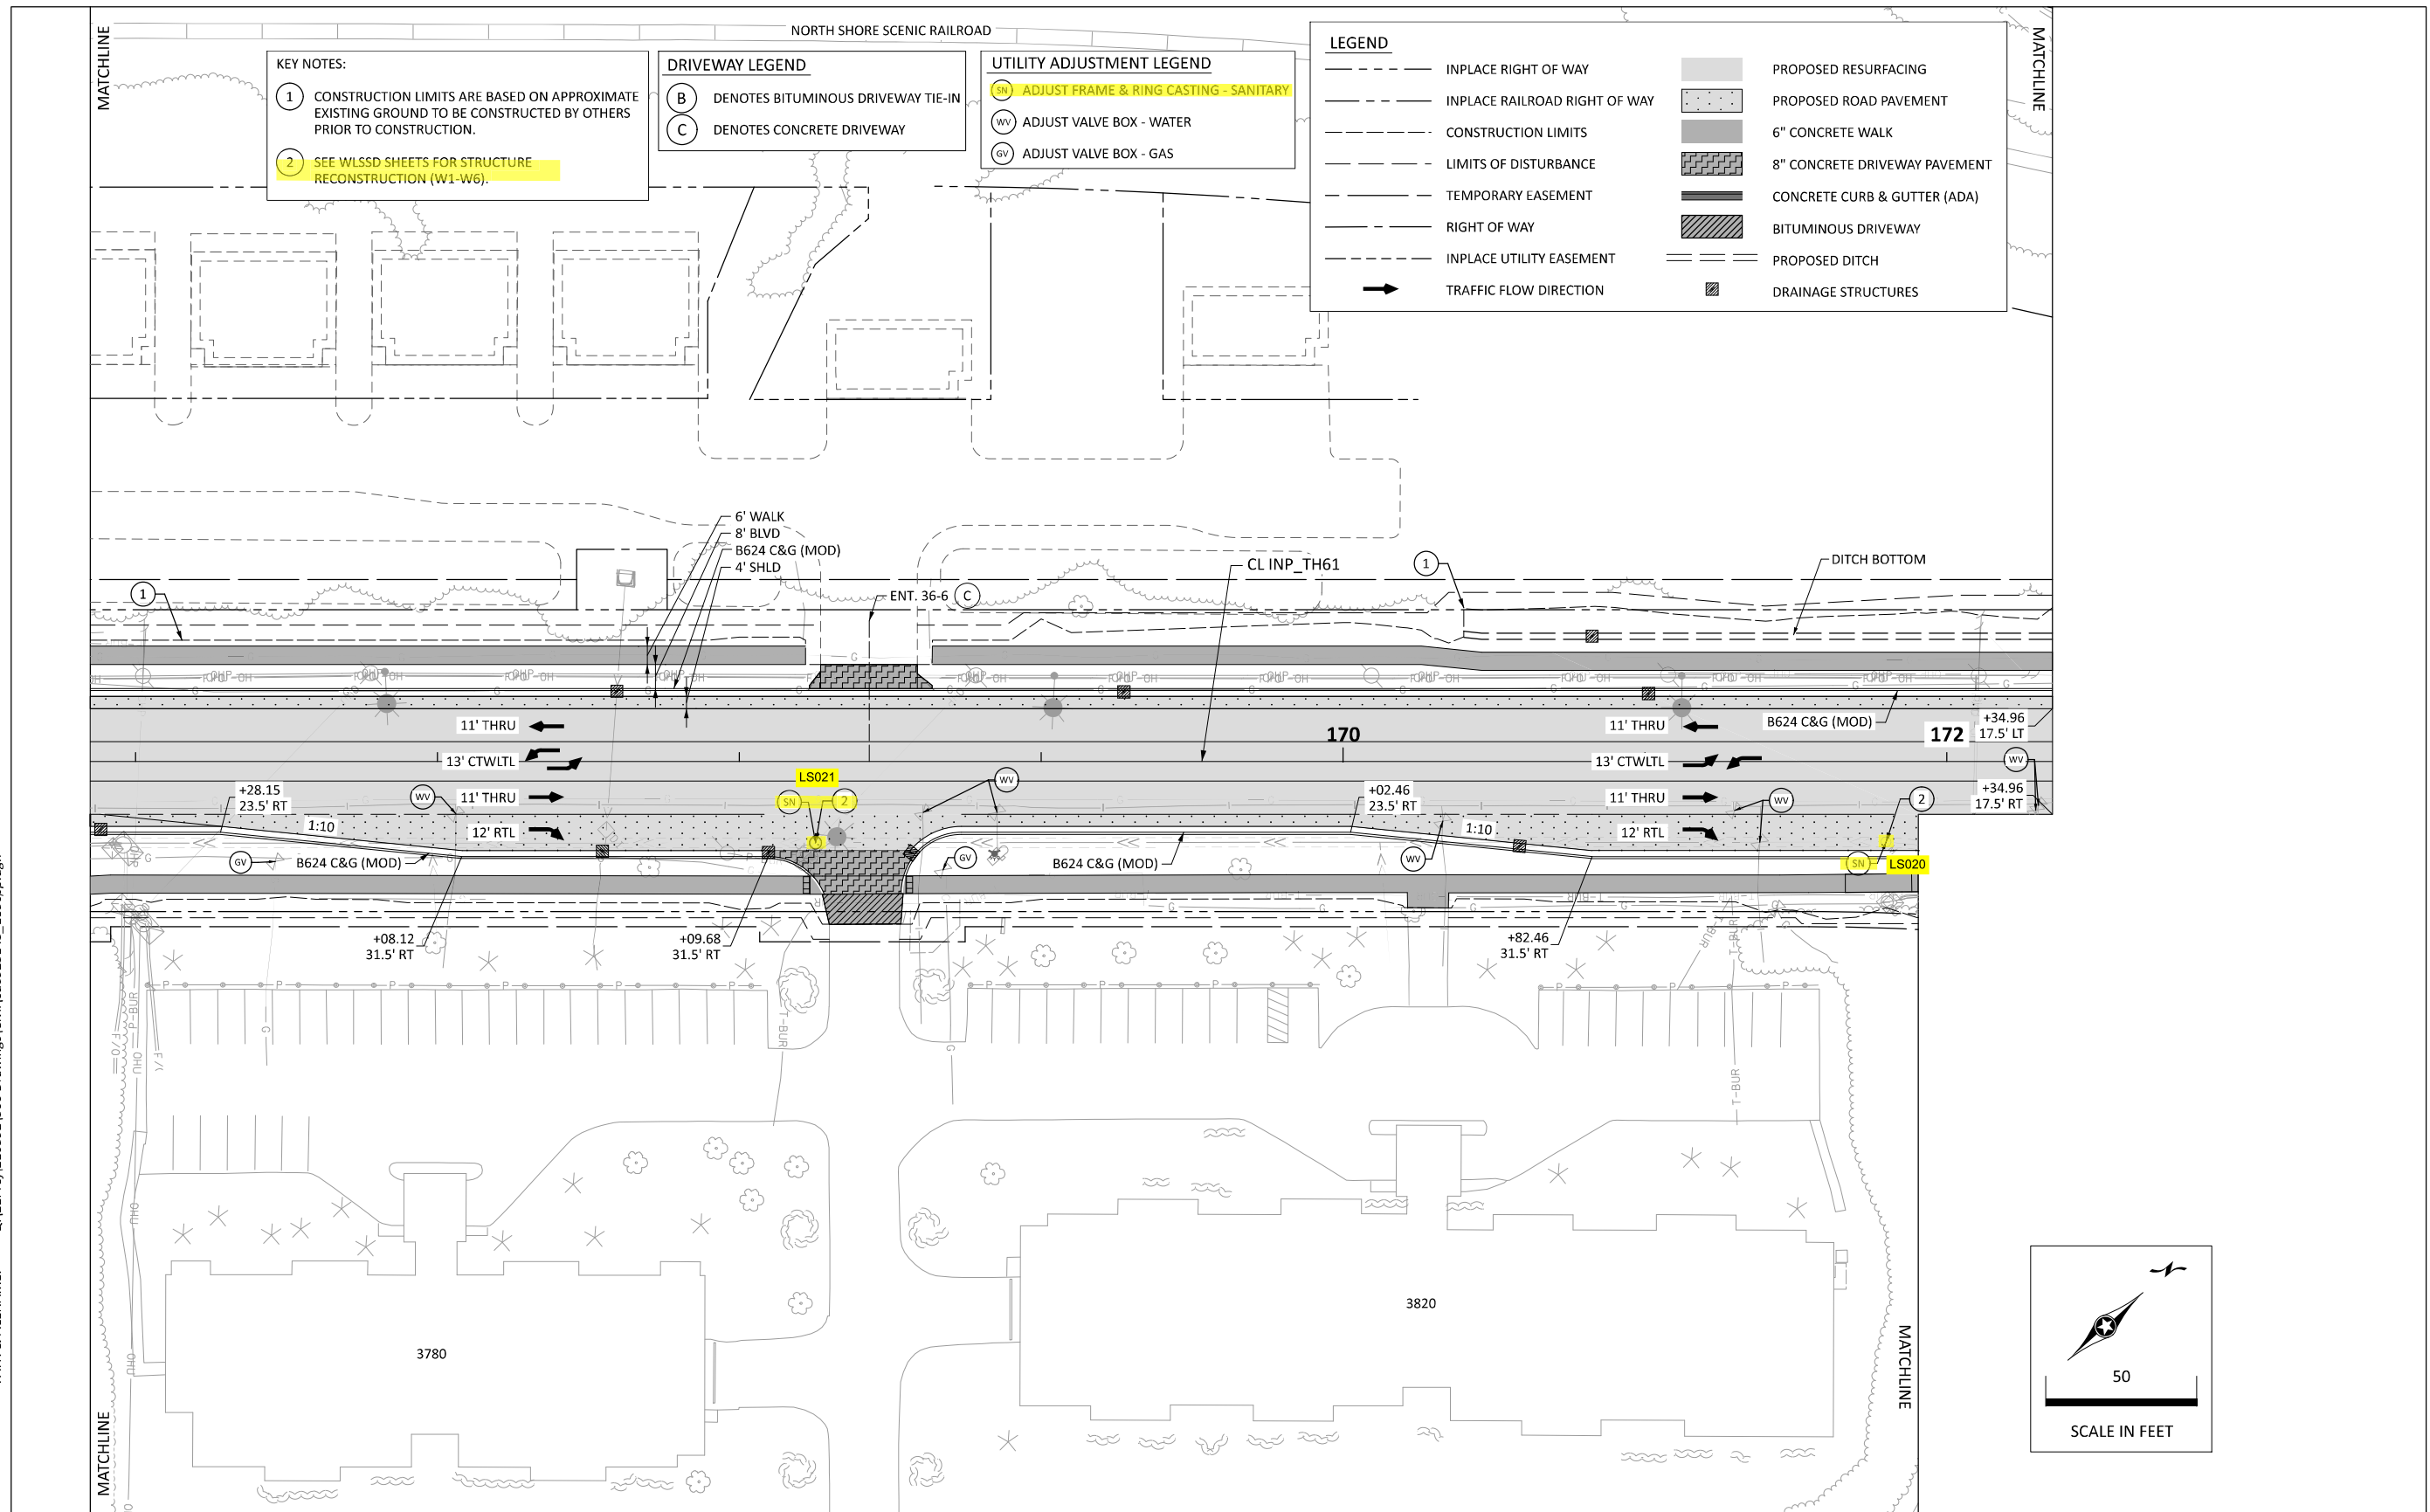 NORTH SHORE SCENIC RAILROAD
MATCHLINE
MATCHLINE
KEY NOTES:
1 CONSTRUCTION LIMITS ARE BASED ON APPROXIMATE
EXISTING GROUND TO BE CONSTRUCTED BY OTHERS
PRIOR TO CONSTRUCTION.
2 SEE WLSSD SHEETS FOR STRUCTURE
RECONSTRUCTION (W1-W6).
DRIVEWAY LEGEND
B DENOTES BITUMINOUS DRIVEWAY TIE-IN
C DENOTES CONCRETE DRIVEWAY
UTILITY ADJUSTMENT LEGEND
SN ADJUST FRAME & RING CASTING - SANITARY
WV ADJUST VALVE BOX - WATER
GV ADJUST VALVE BOX - GAS
LEGEND
INPLACE RIGHT OF WAY
INPLACE RAILROAD RIGHT OF WAY
CONSTRUCTION LIMITS
LIMITS OF DISTURBANCE
TEMPORARY EASEMENT
RIGHT OF WAY
INPLACE UTILITY EASEMENT
TRAFFIC FLOW DIRECTION
PROPOSED RESURFACING
PROPOSED ROAD PAVEMENT
6" CONCRETE WALK
8" CONCRETE DRIVEWAY PAVEMENT
CONCRETE CURB & GUTTER (ADA)
BITUMINOUS DRIVEWAY
PROPOSED DITCH
DRAINAGE STRUCTURES
6' WALK
8' BLVD
B624 C&G (MOD)
4' SHLD
CL INP_TH61
1
DITCH BOTTOM
1
ENT. 36-6 C
11' THRU
11' THRU
B624 C&G (MOD)
+34.96
17.5' LT
170
172
13' CTWLTL
13' CTWLTL
WV
LS021
WV
+28.15
23.5' RT
WV
11' THRU
SN
2
+02.46
23.5' RT
11' THRU
WV
2
+34.96
17.5' RT
1:10
12' RTL
1:10
12' RTL
GV
B624 C&G (MOD)
GV
B624 C&G (MOD)
WV
SN
LS020
+08.12
31.5' RT
+09.68
31.5' RT
+82.46
31.5' RT
P-BUR
OHU
T-BUR
T-BUR
T-BUR
OHU
OHU
3780
3820
MATCHLINE
MATCHLINE
50
SCALE IN FEET